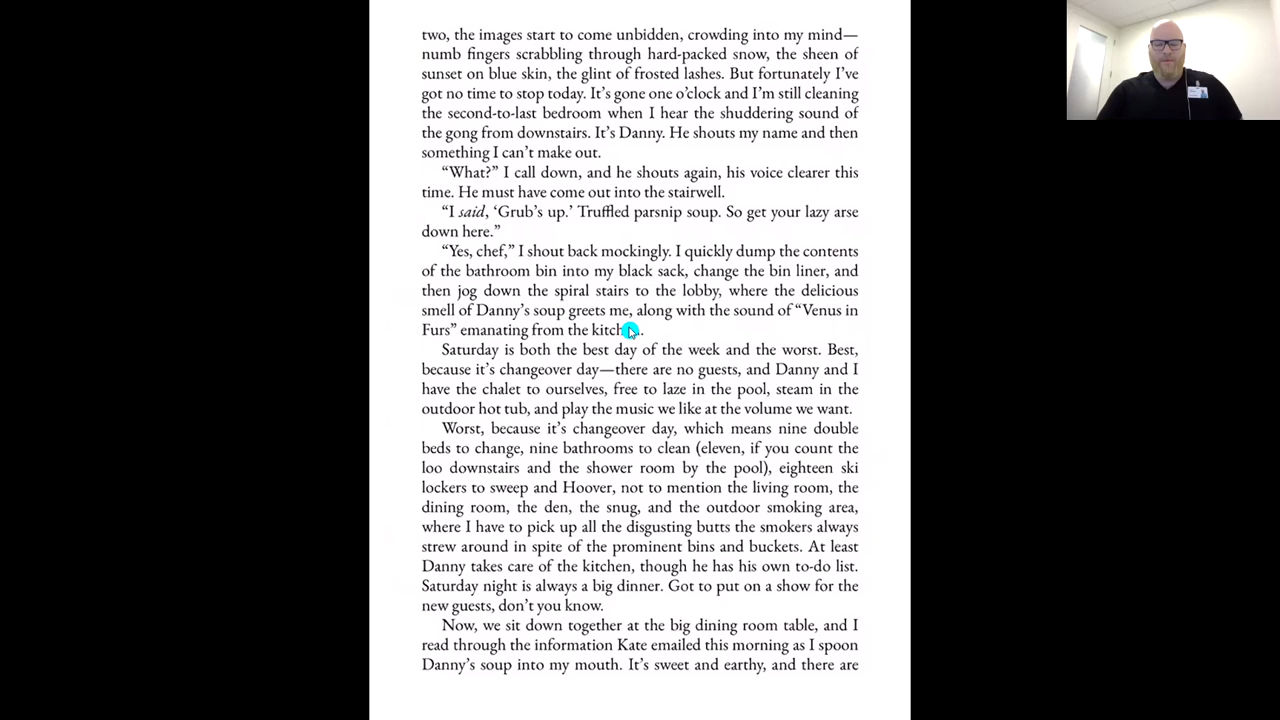 two, the images start to come unbidden, crowding into my mind—
numb fingers scrabbling through hard-packed snow, the sheen of
sunset on blue skin, the glint of frosted lashes. But fortunately I’ve
got no time to stop today. It’s gone one o’clock and I’m still cleaning
the second-to-last bedroom when I hear the shuddering sound of
the gong from downstairs. It’s Danny. He shouts my name and then
something I can’t make out.
“What?” I call down, and he shouts again, his voice clearer this
time. He must have come out into the stairwell.
“I said, ‘Grub’s up.’ Truffled parsnip soup. So get your lazy arse
down here.”
“Yes, chef,” I shout back mockingly. I quickly dump the contents
of the bathroom bin into my black sack, change the bin liner, and
then jog down the spiral stairs to the lobby, where the delicious
smell of Danny’s soup greets me, along with the sound of “Venus in
Furs” emanating from the
Saturday is both the best day of the week and the worst. Best,
because it’s changeover day—there are no guests, and Danny and I
have the chalet to ourselves, free to laze in the pool, steam in the
outdoor hot tub, and play the music we like at the volume we want.
Worst, because it’s changeover day, which means nine double
beds to change, nine bathrooms to clean (eleven, if you count the
loo downstairs and the shower room by the pool), eighteen ski
lockers to sweep and Hoover, not to mention the living room, the
dining room, the den, the snug, and the outdoor smoking area,
where I have to pick up all the disgusting butts the smokers always
strew around in spite of the prominent bins and buckets. At least
Danny takes care of the kitchen, though he has his own to-do list.
Saturday night is always a big dinner. Got to put on a show for the
new guests, don’t you know.
Now, we sit down together at the big dining room table, and I
read through the information Kate emailed this morning as I spoon
Danny’s soup into my mouth. It’s sweet and earthy, and there are